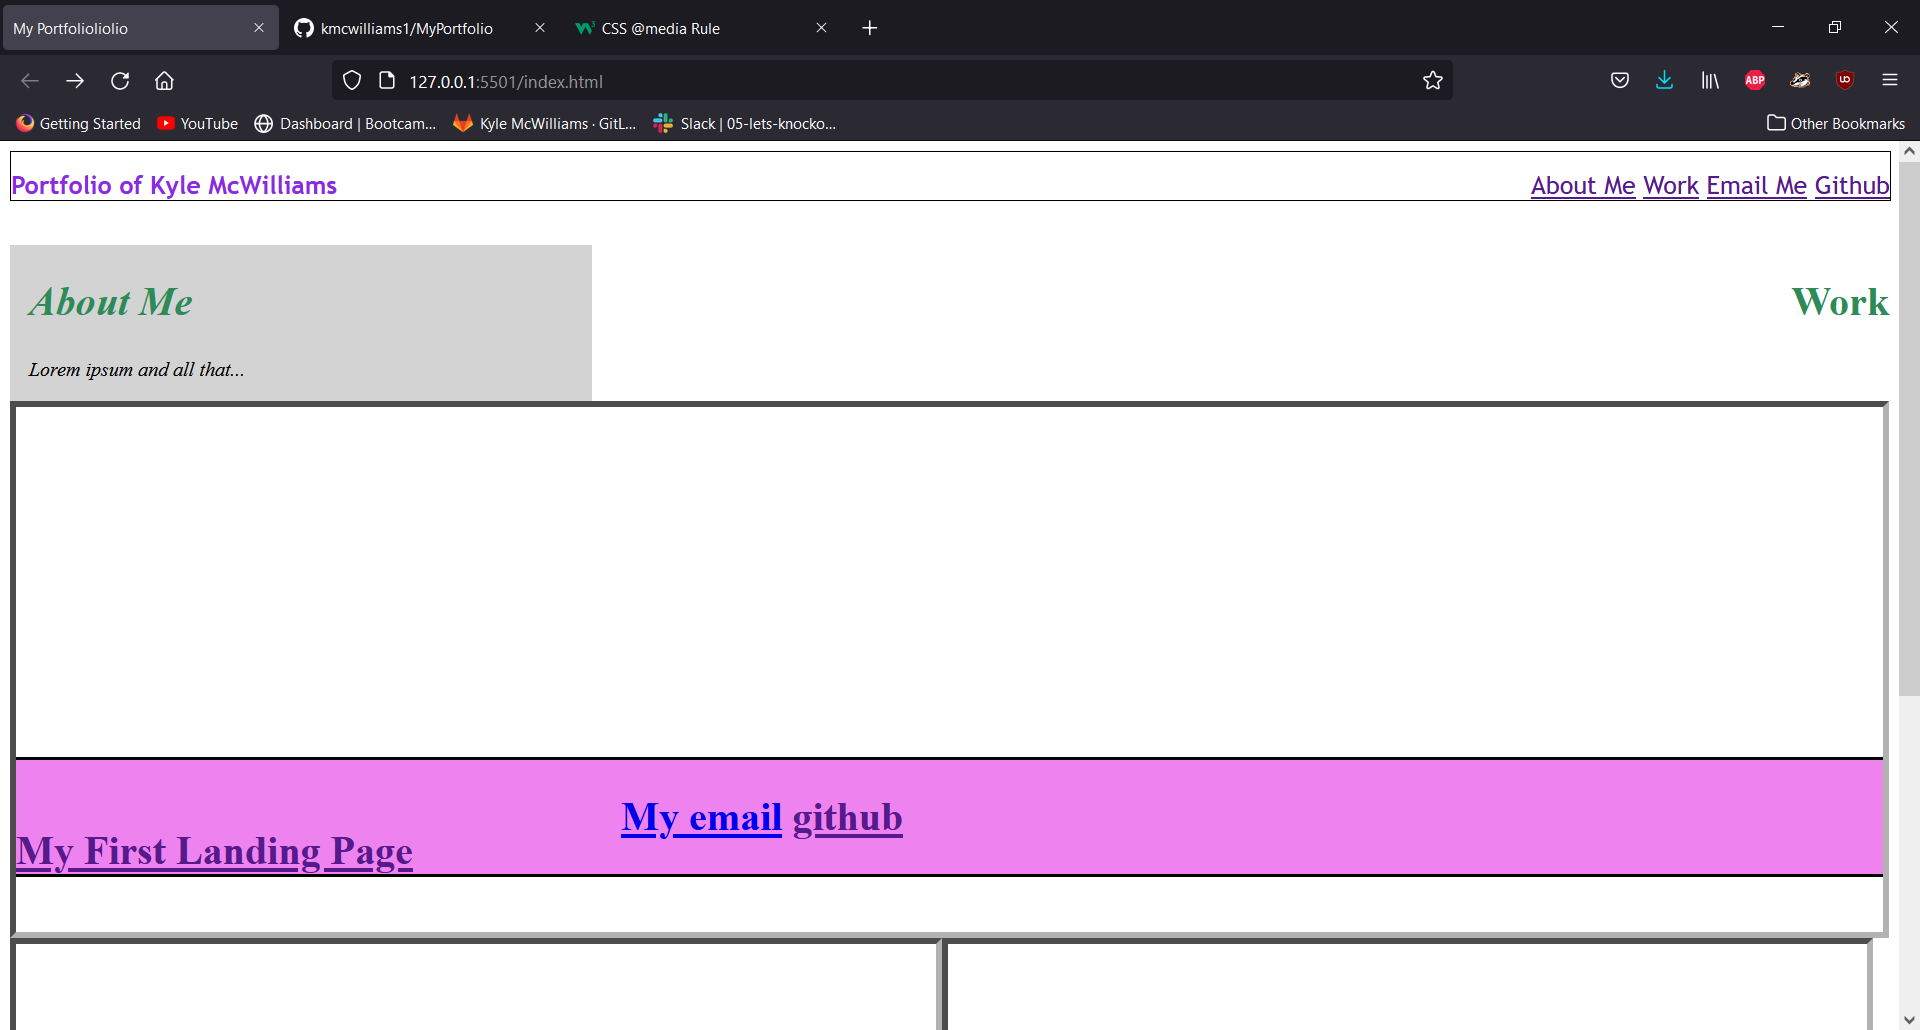 My Portfolioliolio
kmcwilliams1/MyPortfolio
CSS @media Rule
127.0.0.1:5501/index.html
ABP
Getting Started
YouTube
Dashboard | Bootcam...
Kyle McWilliams · GitL...
Slack | 05-lets-knocko...
Other Bookmarks
Portfolio of Kyle McWilliams
About Me Work Email Me Github
About Me
Work
Lorem ipsum and all that...
My email github
My First Landing Page